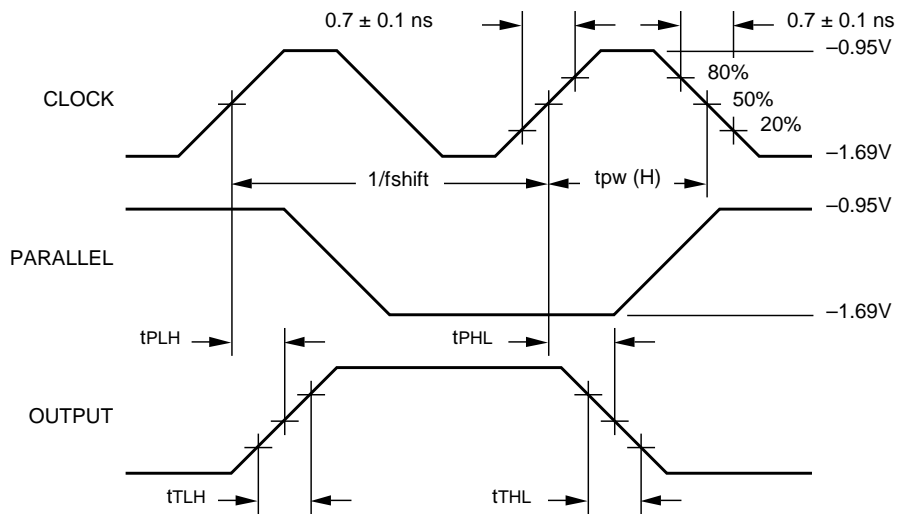 0.7 ± 0.1 ns
0.7 ± 0.1 ns
–0.95V
80%
CLOCK
50%
20%
–1.69V
1/fshift
tpw (H)
–0.95V
PARALLEL
–1.69V
tPLH
tPHL
OUTPUT
tTLH
tTHL